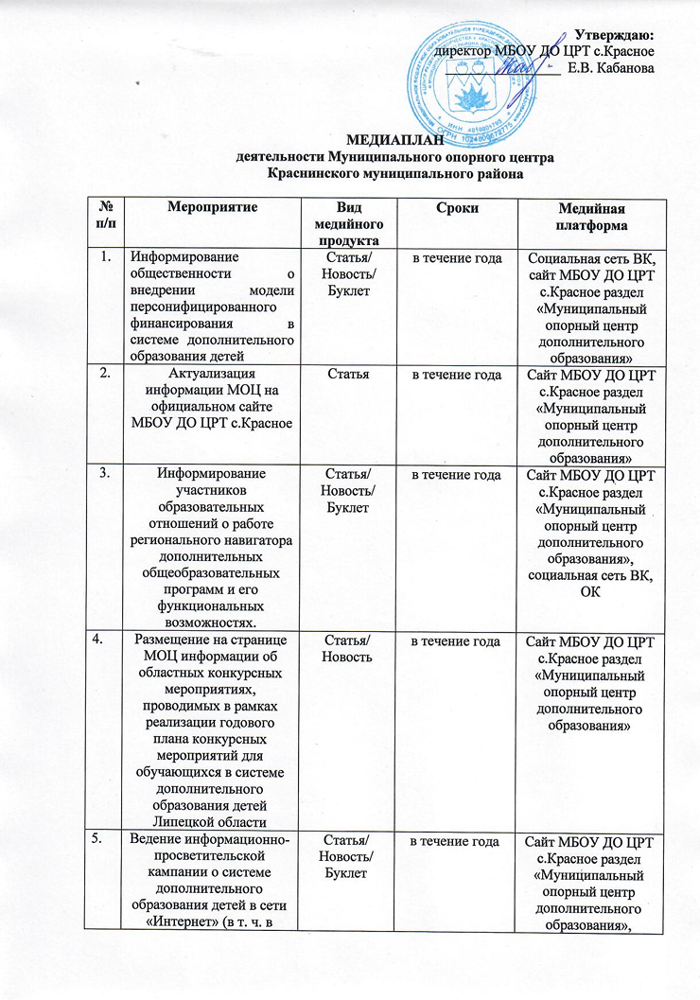 Утверждаю:
директор МБОУ ДО ЦРТ с.Красное
Е.В. Кабанова
ИНН 4810001793
ОГРН
МЕДИАПЛАН
деятельности Муниципального опорного центра
Краснинского муниципального района
№ п/п
Мероприятие
Вид
медийного
продукта
Сроки
Медийная
платформа
1.
Информирование
общественности о
внедрении модели
персонифицированного
финансирования в
системе дополнительного
образования детей
Статья/
Новость/
Буклет
в течение года
Социальная сеть ВК,
сайт МБОУ ДО ЦРТ
с.Красное раздел
«Муниципальный
опорный центр
дополнительного
образования»
2.
Актуализация
информации МОЦ на
официальном сайте
МБОУ ДО ЦРТ с.Красное
Статья
в течение года
Сайт МБОУ ДО ЦРТ
с.Красное раздел
«Муниципальный
опорный центр
дополнительного
образования»
3.
Информирование
участников
образовательных
отношений о работе
регионального навигатора
дополнительных
общеобразовательных
программ и его
функциональных
возможностях.
Статья/
Новость/
Буклет
в течение года
Сайт МБОУ ДО ЦРТ
с.Красное раздел
«Муниципальный
опорный центр
дополнительного
образования»,
социальная сеть ВК,
ОК
4.
Размещение на странице
МОЦ информации об
областных конкурсных
мероприятиях,
проводимых в рамках
реализации годового
плана конкурсных
мероприятий для
обучающихся в системе
дополнительного
образования детей
Липецкой области
Статья/
Новость
в течение года
Сайт МБОУ ДО ЦРТ
с.Красное раздел
«Муниципальный
опорный центр
дополнительного
образования»
5.
Ведение информационно-
просветительской
кампании о системе
дополнительного
образования детей в сети
«Интернет» (в т. ч. в
Статья/
Новость/
Буклет
в течение года
Сайт МБОУ ДО ЦРТ
с.Красное раздел
«Муниципальный
опорный центр
дополнительного
образования»,